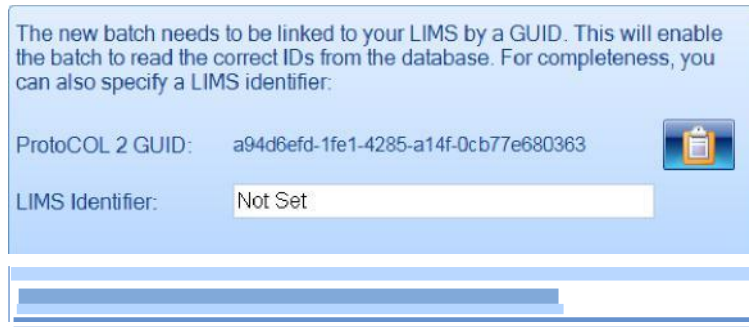 The new batch needs to be linked to your LIMS by a GUID. This will enable
the batch to read the correct IDs from the database. For completeness, you
can also specify a LIMS identifier:
ProtoCOL 2 GUID: a94d6efd-1fe1-4285-a14f-0cb77e680363
LIMS Identifier: Not Set